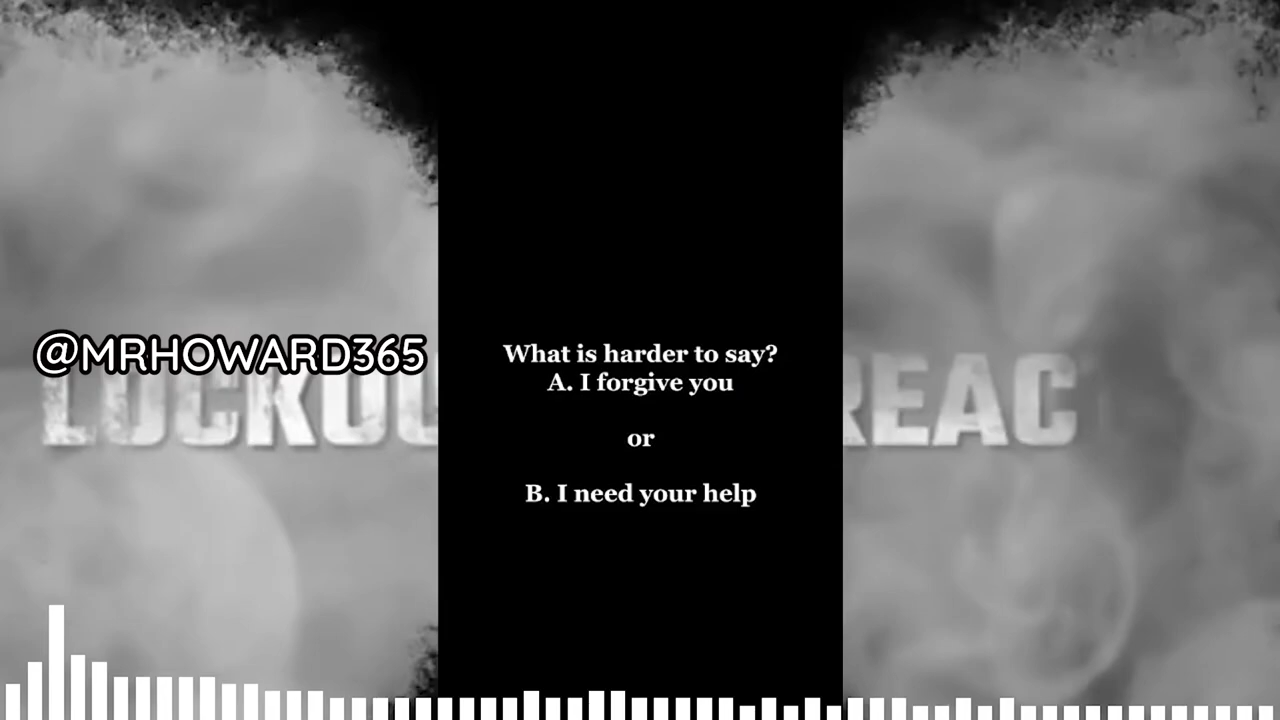 @MRHOWARD365
What is harder to say?
A. I forgive you
or
B. I need your help